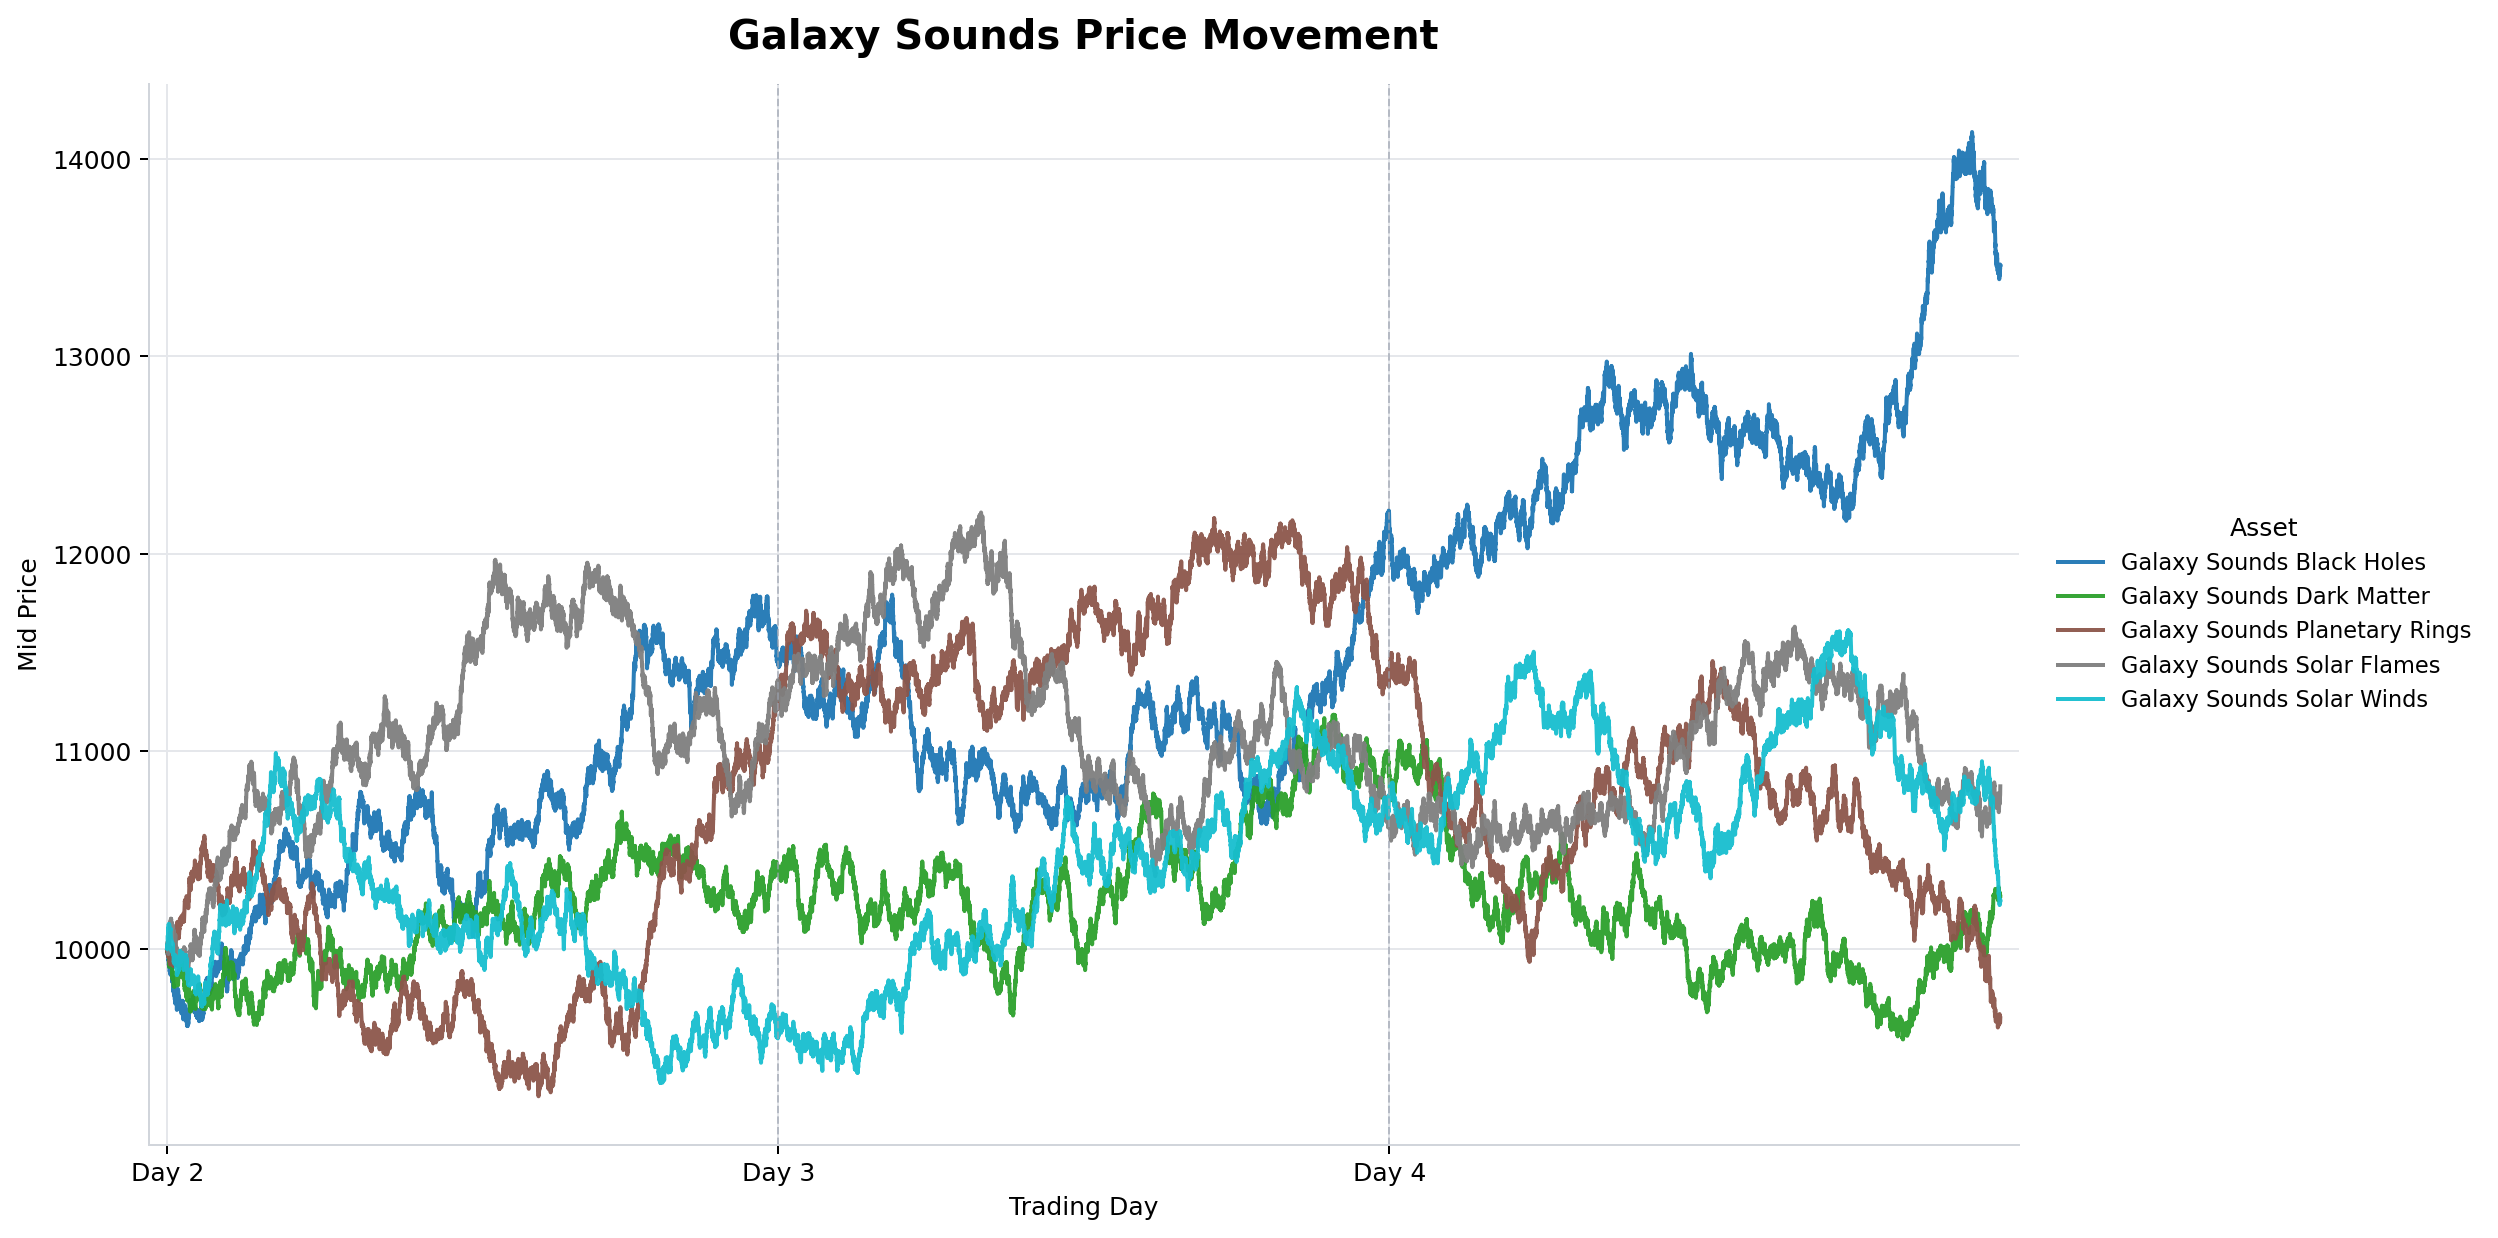 Galaxy Sounds Price Movement
Mid Price
14000
13000
12000
11000
10000
Day 2
Day 3
Day 4
Trading Day
Asset
Galaxy Sounds Black Holes
Galaxy Sounds Dark Matter
Galaxy Sounds Planetary Rings
Galaxy Sounds Solar Flames
Galaxy Sounds Solar Winds